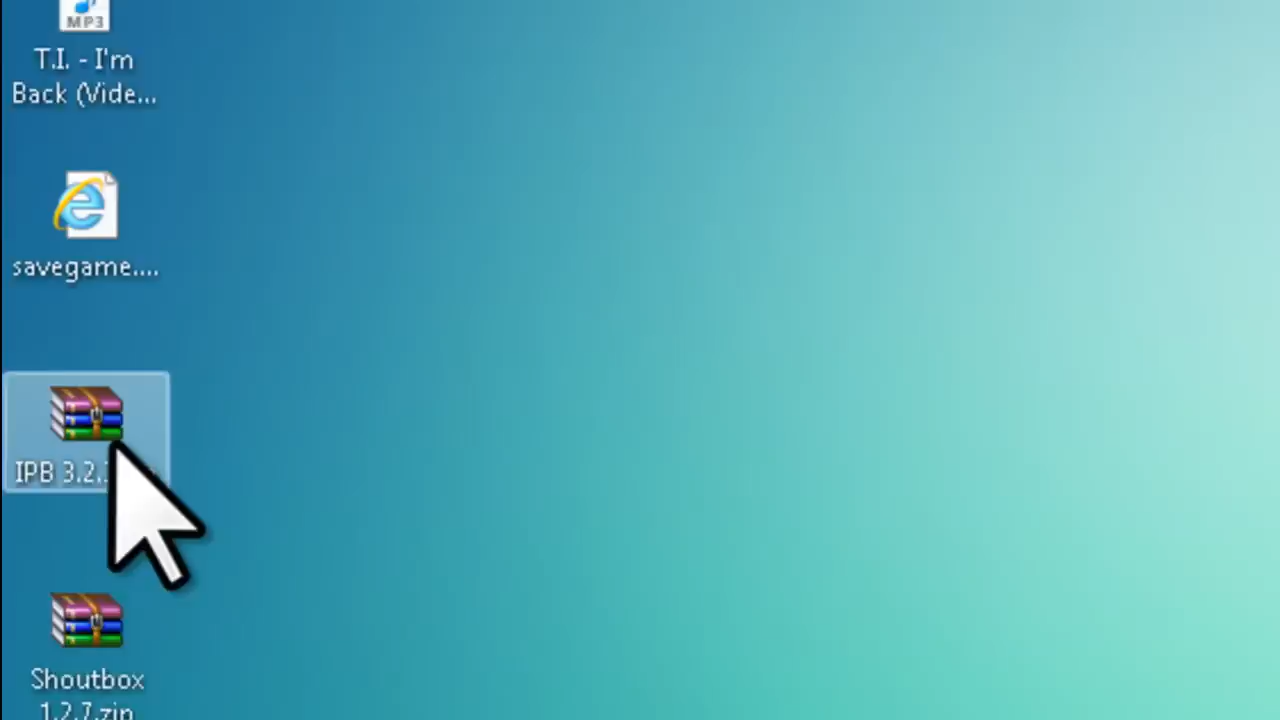 MP3
T.I. - I'm
Back (Vide...
savegame....
IPB 3.2.
Shoutbox
1.2.7.zip